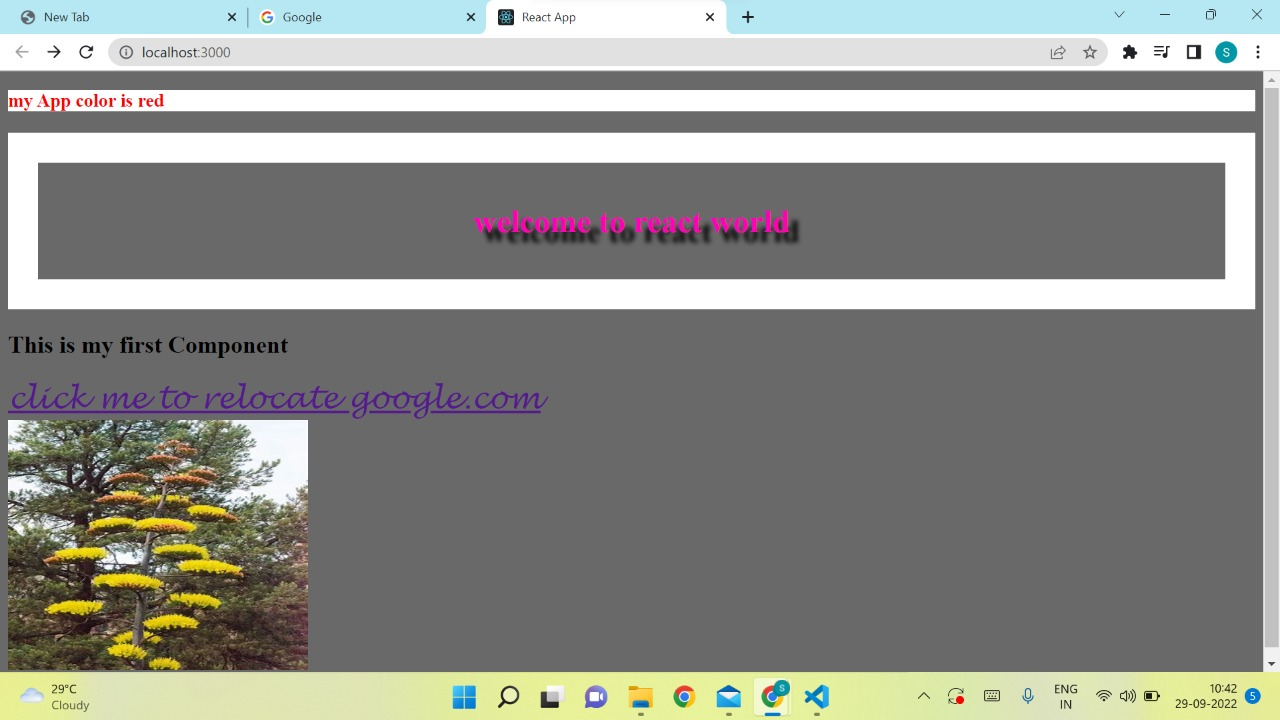 New Tab
Google
React App
localhost:3000
S
my App color is red
welcome to react world
This is my first Component
click me to relocate google.com
29°C
Cloudy
S
ENG
IN
10:42
29-09-2022
5